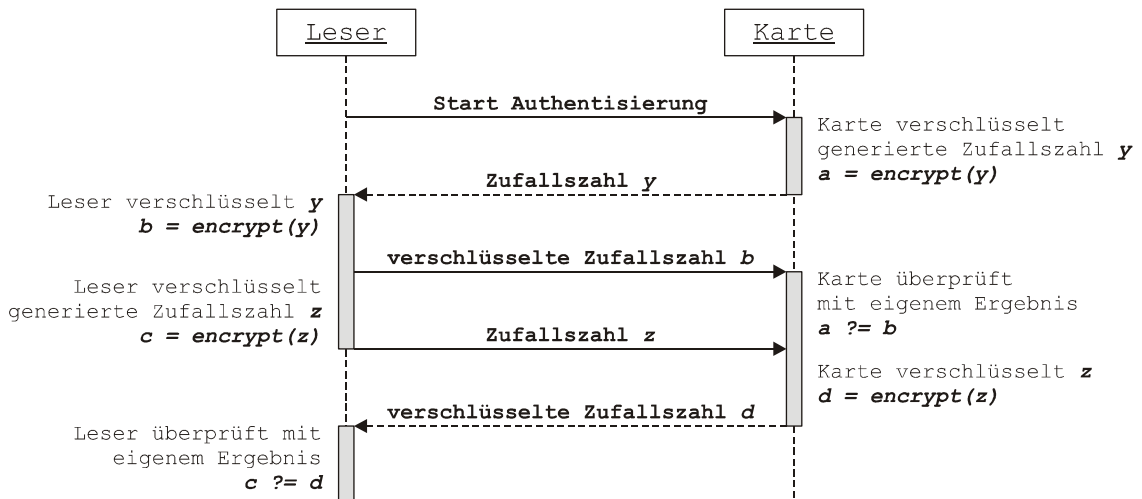 Leser
Karte
Start Authentisierung
Karte verschlüsselt
generierte Zufallszahl y
a = encrypt(y)
Zufallszahl y
Leser verschlüsselt y
b = encrypt(y)
verschlüsselte Zufallszahl b
Leser verschlüsselt
generierte Zufallszahl z
c = encrypt(z)
Karte überprüft
mit eigenem Ergebnis
a ?= b
Zufallszahl z
Karte verschlüsselt z
d = encrypt(z)
verschlüsselte Zufallszahl d
Leser überprüft mit
eigenem Ergebnis
c ?= d